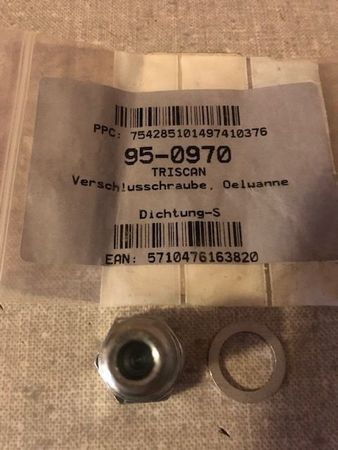 PPC: 754285101497410376
95-0970
TRISCAN
Verschlusschraube, Oelwanne
Dichtung-S
EAN: 5710476163820